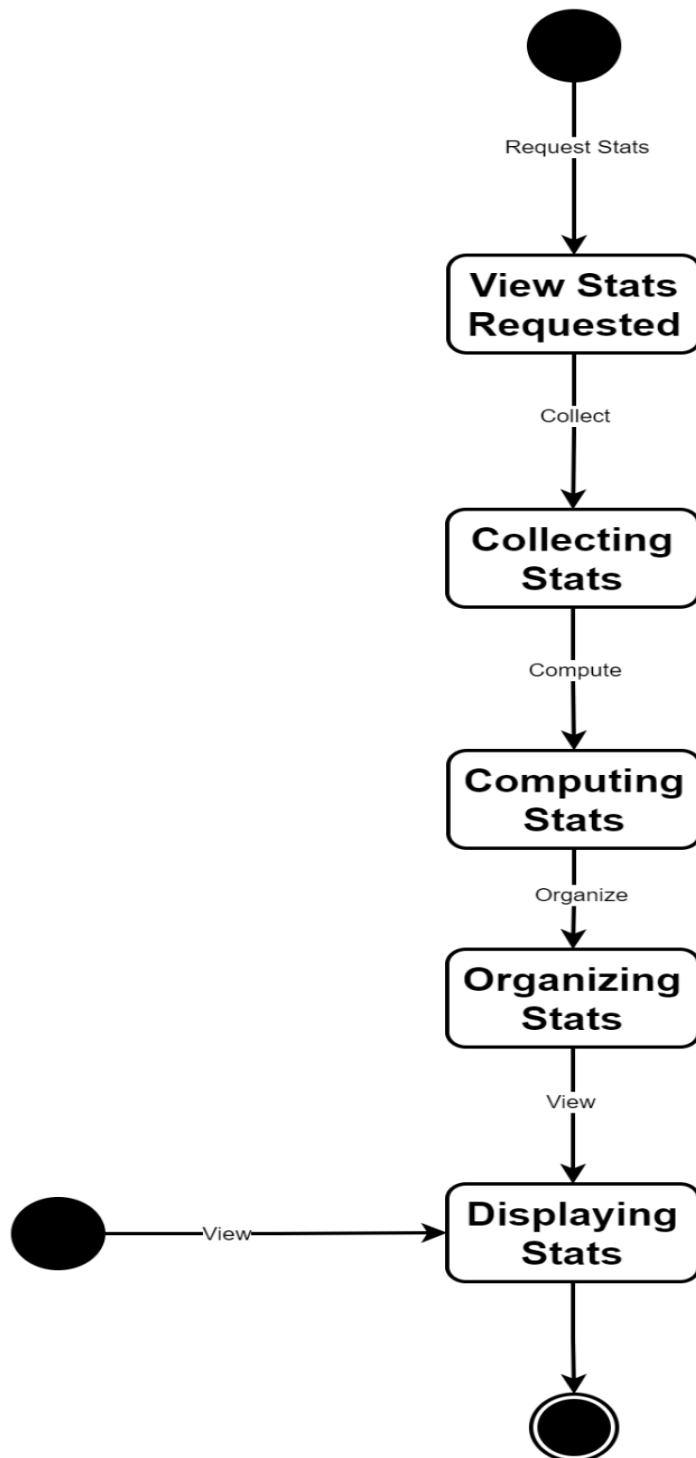 Request Stats
View Stats
Requested
Collect
Collecting
Stats
Compute
Computing
Stats
Organize
Organizing
Stats
View
View
Displaying
Stats